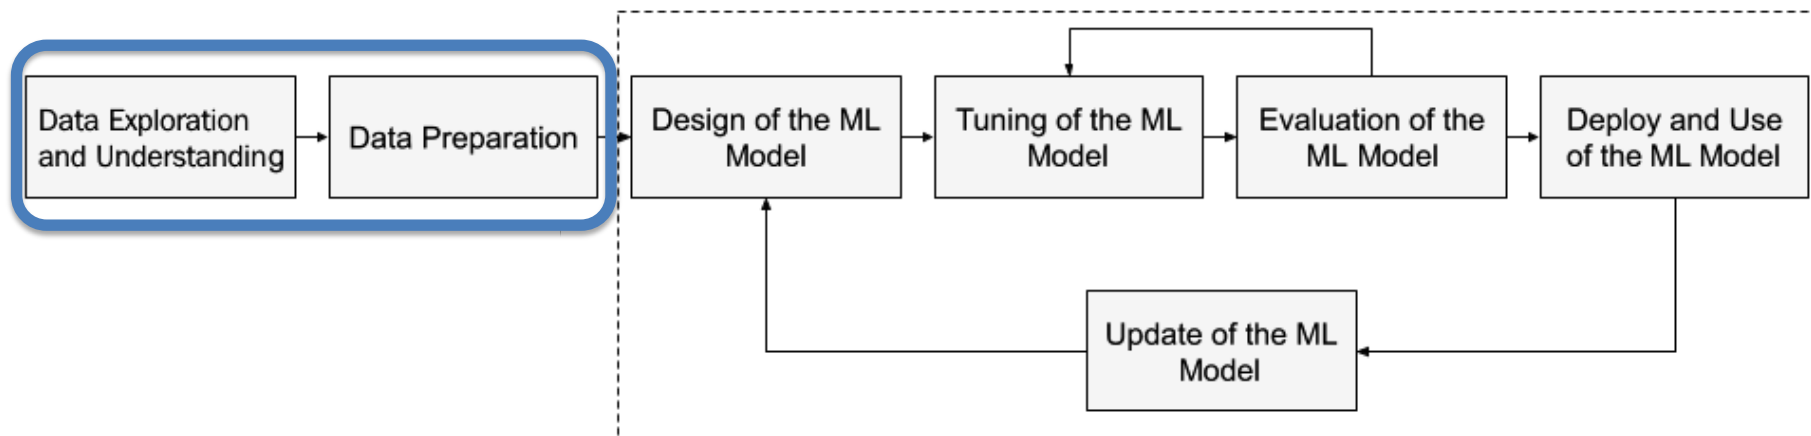 Data Exploration
and Understanding
Data Preparation
Design of the ML
Model
Tuning of the ML
Model
Evaluation of the
ML Model
Deploy and Use
of the ML Model
Update of the ML
Model